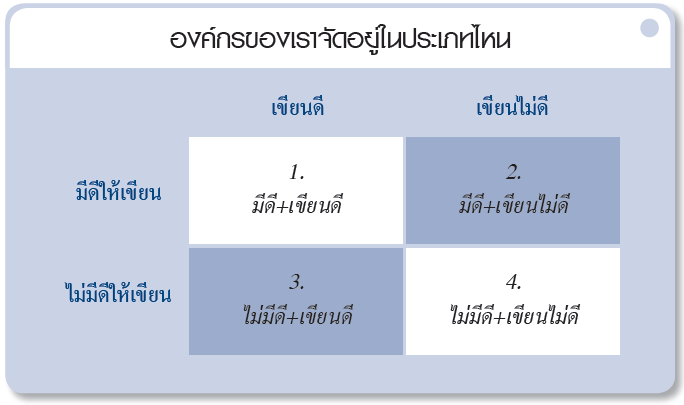 องค์กรของเราจัดอยู่ในประเภทไหน
เขียนดี เขียนไม่ดี
มีดีให้เขียน
1.
มีดี+เขียนดี
2.
มีดี+เขียนไม่ดี
ไม่มีดีให้เขียน
3.
ไม่มีดี+เขียนดี
4.
ไม่มีดี+เขียนไม่ดี